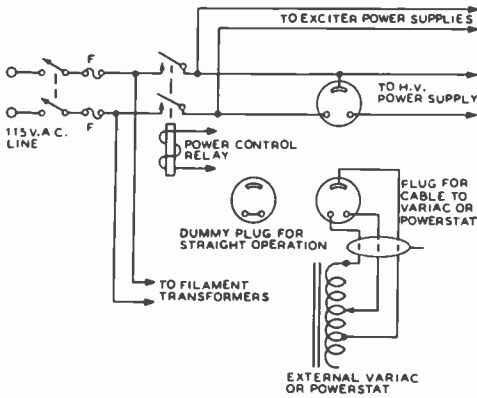 TO EXCITER POWER SUPPLIES
F
TO H.V.
POWER SUPPLY
F
115 V. A C.
LINE
POWER CONTROL
RELAY
PLUG FOR
CABLE TO
VARIAC OR
POWERSTAT
DUMMY PLUG FOR
STRAIGHT OPERATION
TO FILAMENT
TRANSFORMERS
EXTERNAL VARIAC
OR POWERSTAT